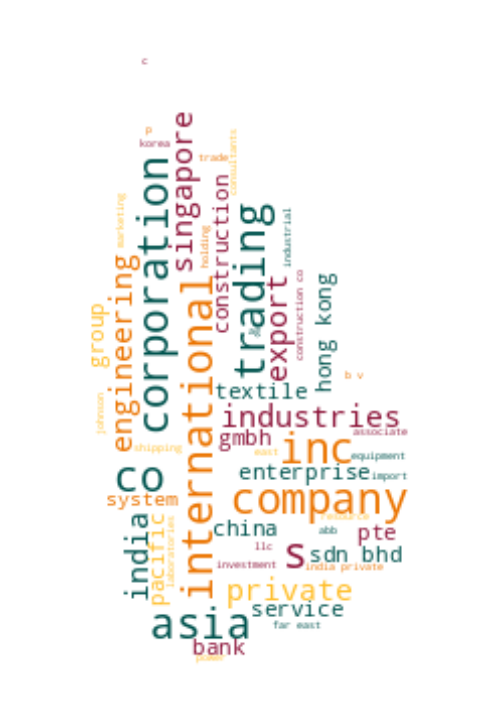 c
p
korea
trade
consultants
singapore
corporation
construction
marketing
holding
trading
industrial
engineering
international
export
construction co
hong kong
group
ag
b v
johnson
textile
industries
associate
gmbh
inc
shipping
east
equipment
co
enterprise
import
system
company
india
pacific
laboratories
china
resource
abb
pte
llc
s
sdn bhd
investment
india private
private
service
asia
far east
bank
power